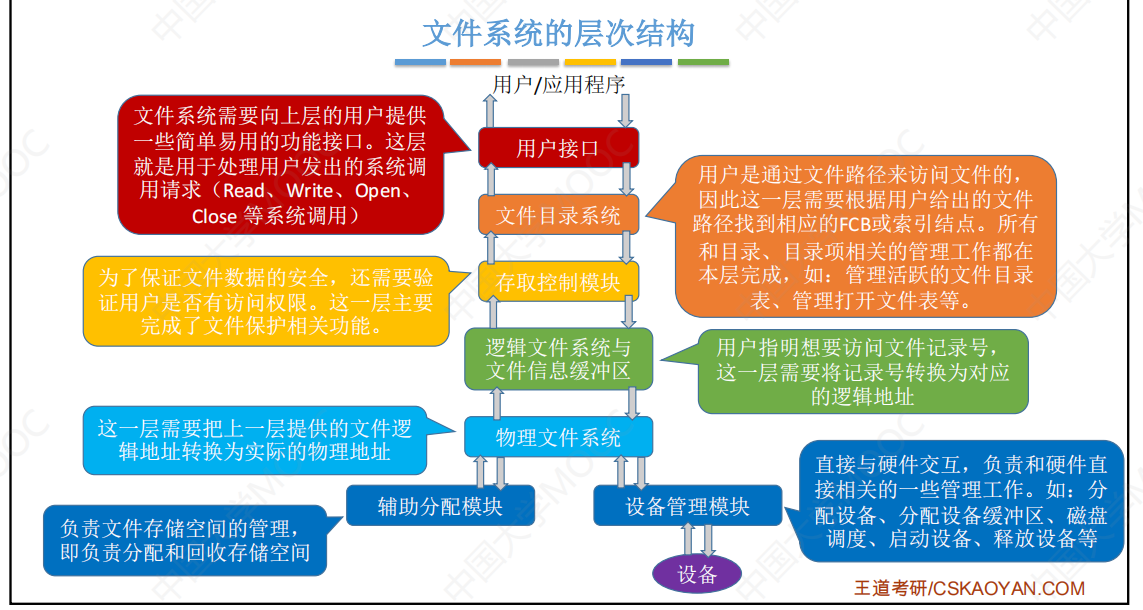 文件系统的层次结构
用户/应用程序
文件系统需要向上层的用户提供
一些简单易用的功能接口。这层
就是用于处理用户发出的系统调
用请求（Read、Write、Open、
Close 等系统调用）
用户接口
用户是通过文件路径来访问文件的，
因此这一层需要根据用户给出的文件
路径找到相应的FCB或索引结点。所有
和目录、目录项相关的管理工作都在
本层完成，如：管理活跃的文件目录
表、管理打开文件表等。
文件目录系统
为了保证文件数据的安全，还需要验
证用户是否有访问权限。这一层主要
完成了文件保护相关功能。
存取控制模块
逻辑文件系统与
文件信息缓冲区
用户指明想要访问文件记录号，
这一层需要将记录号转换为对应
的逻辑地址
这一层需要把上一层提供的文件逻
辑地址转换为实际的物理地址
物理文件系统
辅助分配模块
设备管理模块
直接与硬件交互，负责和硬件直
接相关的一些管理工作。如：分
配设备、分配设备缓冲区、磁盘
调度、启动设备、释放设备等
负责文件存储空间的管理，
即负责分配和回收存储空间
设备
王道考研/CSKAOYAN.COM
中国大学MOOC